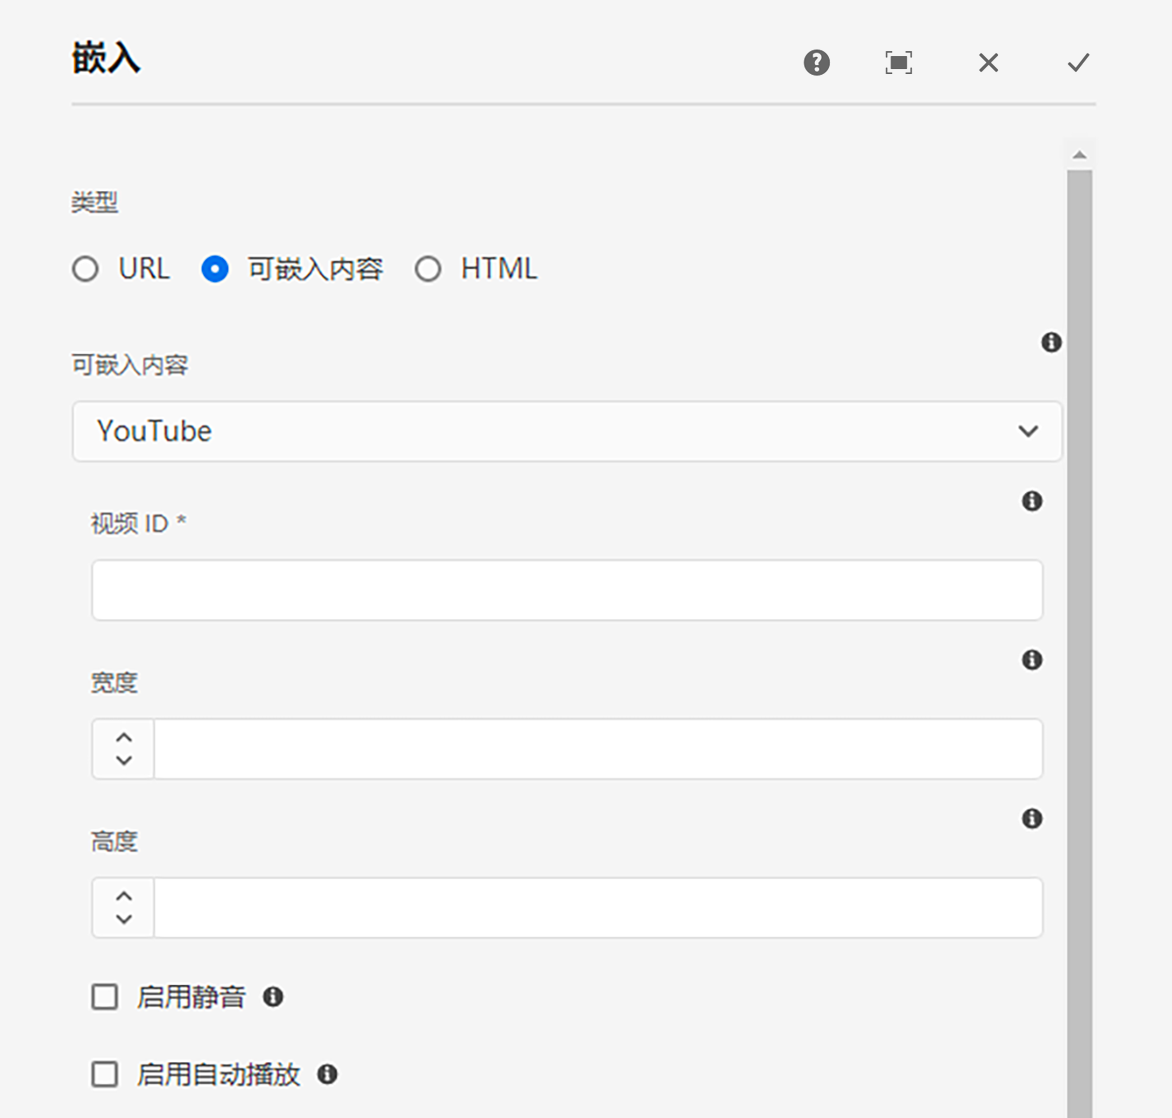 嵌入
类型
URL 可嵌入内容 HTML
可嵌入内容
YouTube
视频 ID *
宽度
高度
启用静音
启用自动播放